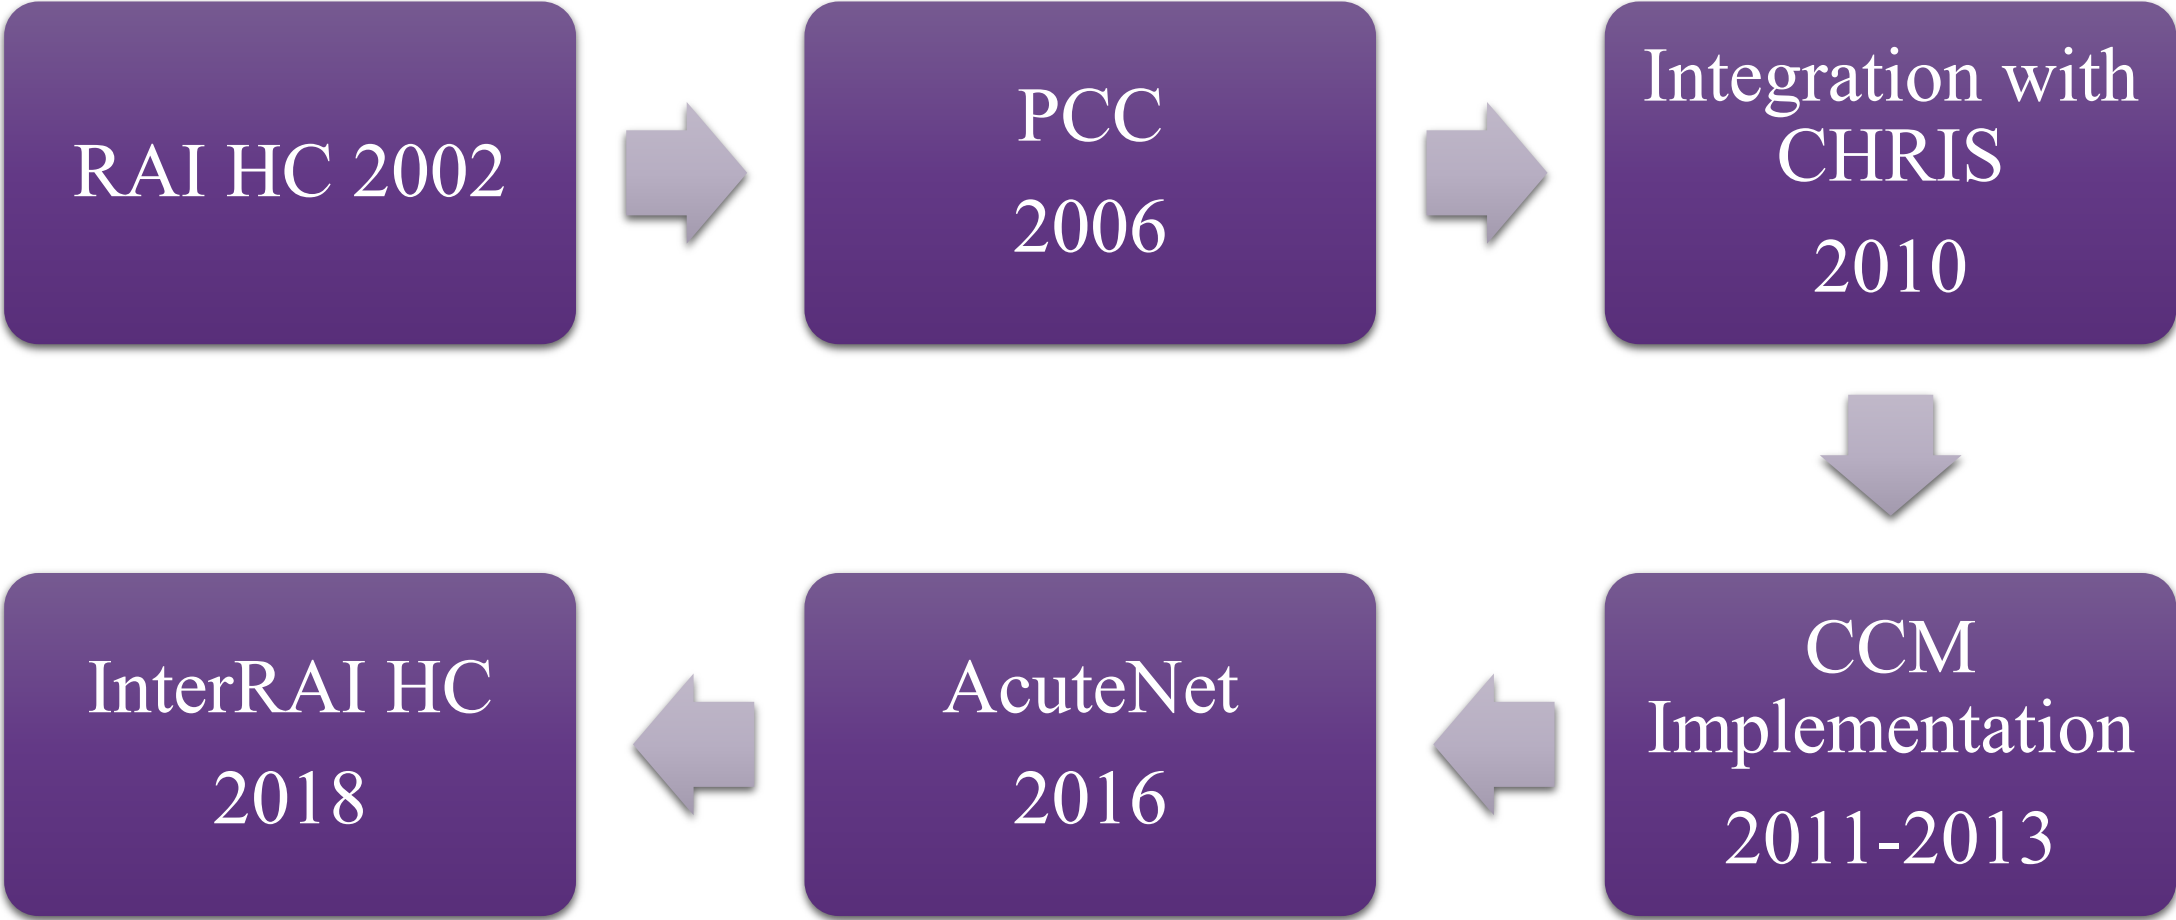 RAI HC 2002
PCC
2006
Integration with
CHRIS
2010
CCM
Implementation
2011-2013
AcuteNet
2016
InterRAI HC
2018